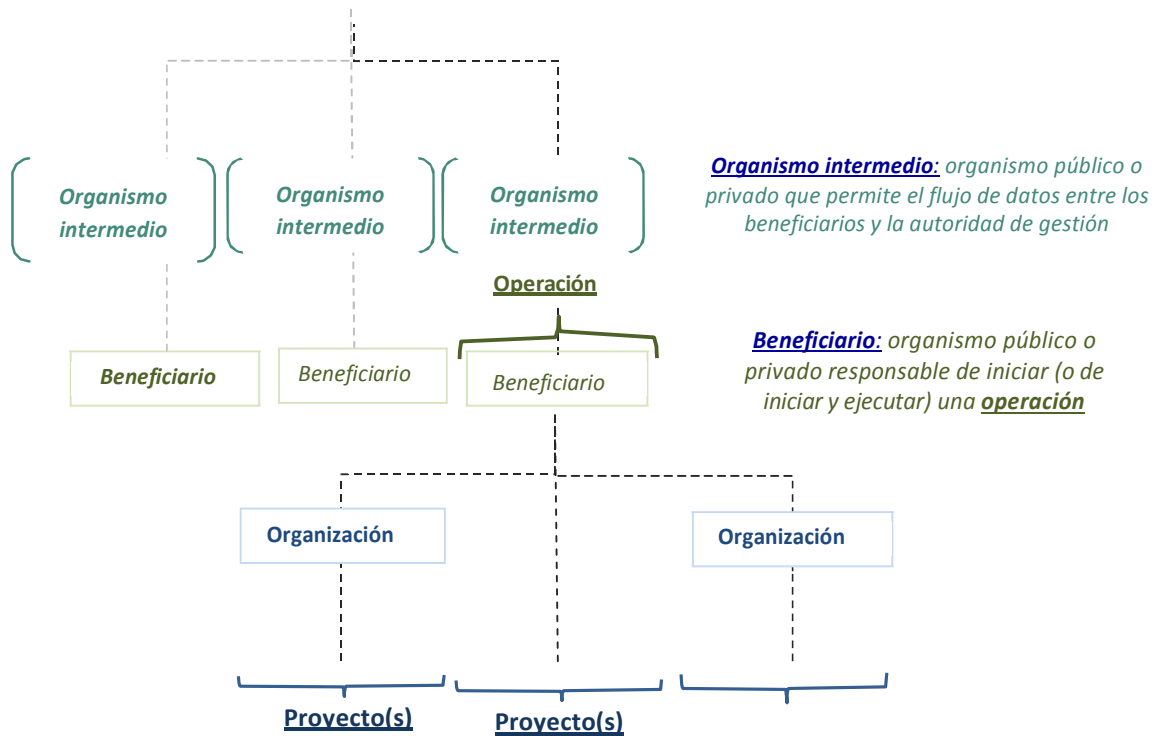 Organismo
intermedio
Organismo
intermedio
Organismo
intermedio
Organismo intermedio: organismo público o
privado que permite el flujo de datos entre los
beneficiarios y la autoridad de gestión
Operación
Beneficiario
Beneficiario
Beneficiario
Beneficiario: organismo público o
privado responsable de iniciar (o de
iniciar y ejecutar) una operación
Organización
Organización
Proyecto(s)
Proyecto(s)